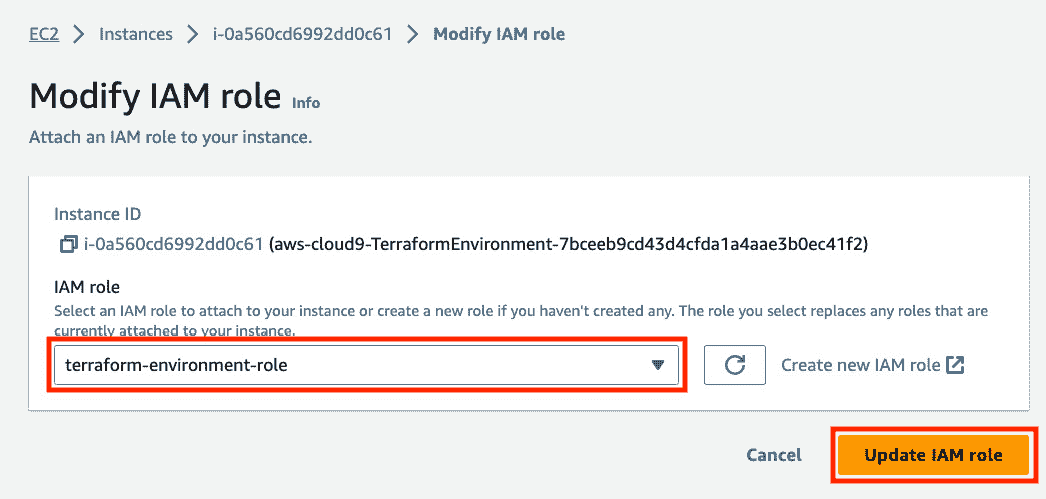 EC2 > Instances > i-0a560cd6992dd0c61 > Modify IAM role
Modify IAM role Info
Attach an IAM role to your instance.
Instance ID
i-0a560cd6992dd0c61 (aws-cloud9-TerraformEnvironment-7bceeb9cd43d4cfda1a4aae3b0ec41f2)
IAM role
Select an IAM role to attach to your instance or create a new role if you haven't created any. The role you select replaces any roles that are
currently attached to your instance.
terraform-environment-role
Create new IAM role
Cancel
Update IAM role